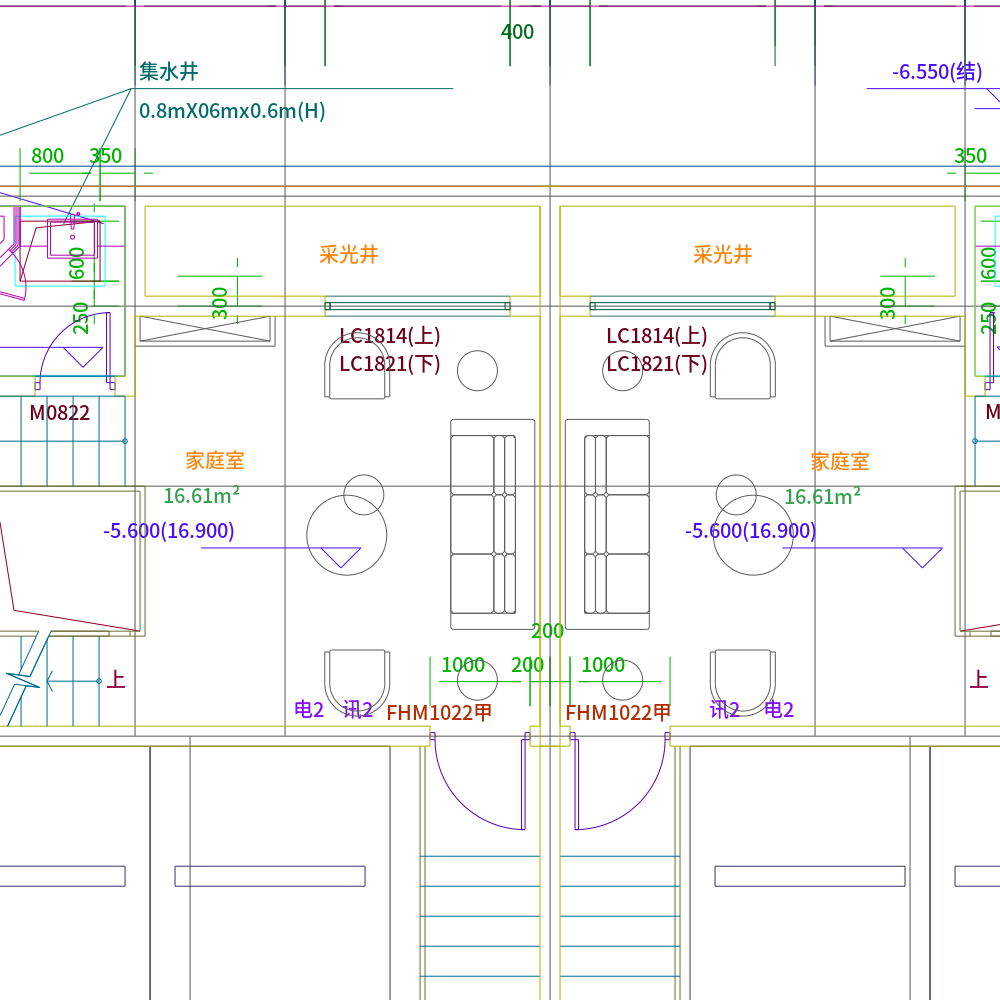 400
集水井
0.8mX06mx0.6m(H)
-6.550(结)
800
350
350
采光井
采光井
600
600
300
300
250
250
LC1814(上)
LC1821(下)
LC1814(上)
LC1821(下)
M0822
M
家庭室
16.61m²
-5.600(16.900)
家庭室
16.61m²
-5.600(16.900)
200
1000
200
1000
上
上
电2
讯2
FHM1022甲
FHM1022甲
讯2
电2